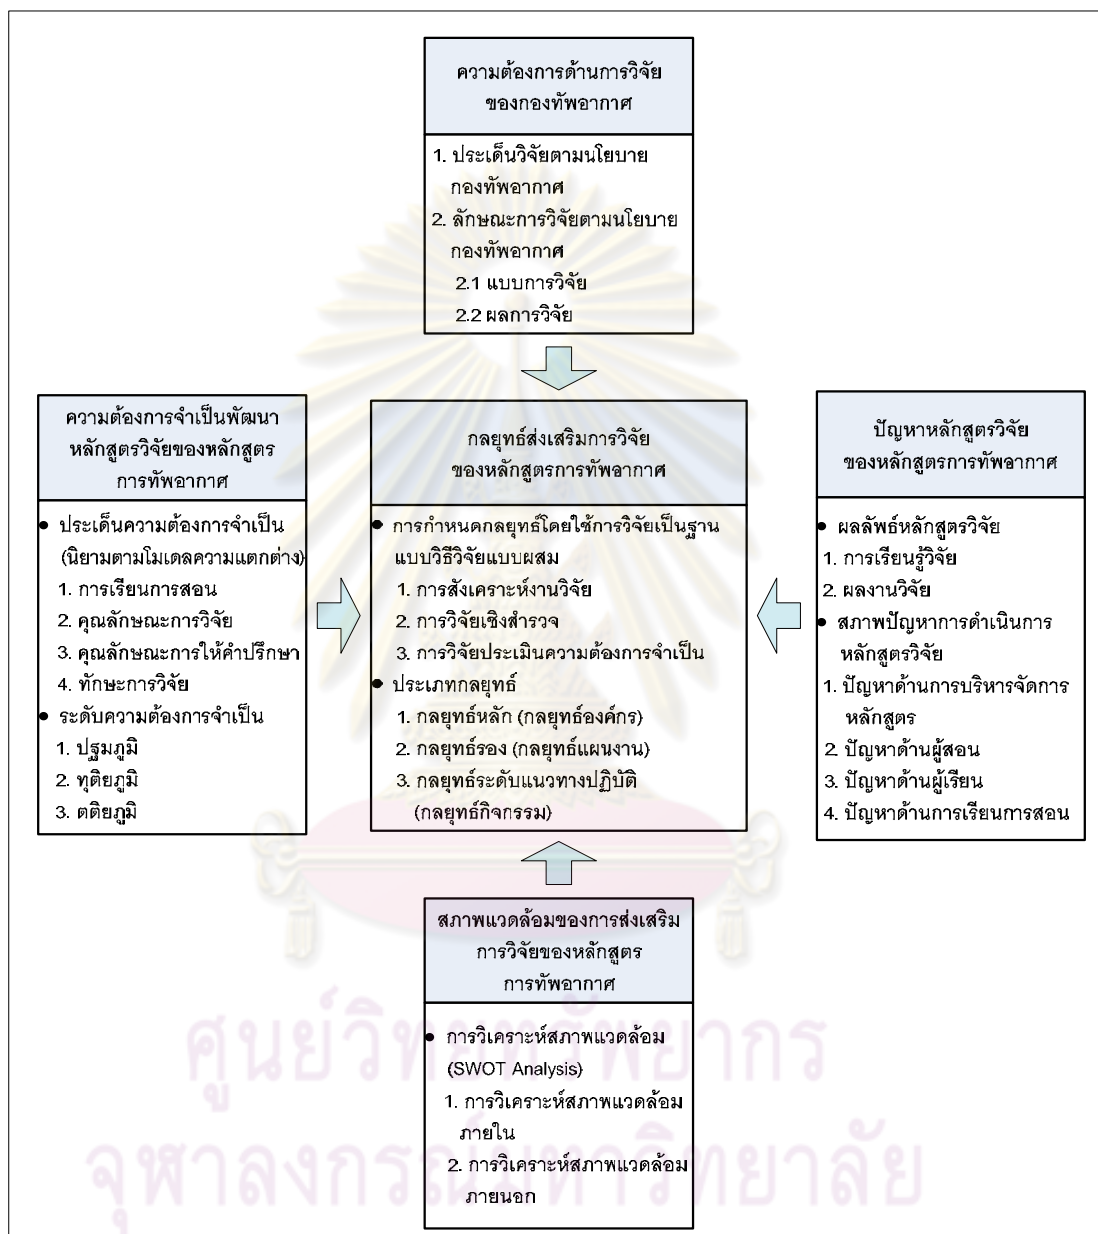 ความต้องการด้านการวิจัย
ของกองทัพอากาศ
1. ประเด็นวิจัยตามนโยบาย
กองทัพอากาศ
2. ลักษณะการวิจัยตามนโยบาย
กองทัพอากาศ
2.1 แบบการวิจัย
2.2 ผลการวิจัย
ความต้องการจำเป็นพัฒนา
หลักสูตรวิจัยของหลักสูตร
การทัพอากาศ
• ประเด็นความต้องการจำเป็น
(นิยามตามโมเดลความแตกต่าง)
1. การเรียนการสอน
2. คุณลักษณะการวิจัย
3. คุณลักษณะการให้คำปรึกษา
4. ทักษะการวิจัย
• ระดับความต้องการจำเป็น
1. ปฐมภูมิ
2. ทุติยภูมิ
3. ตติยภูมิ
กลยุทธ์ส่งเสริมการวิจัย
ของหลักสูตรการทัพอากาศ
• การกำหนดกลยุทธ์โดยใช้การวิจัยเป็นฐาน
แบบวิธีวิจัยแบบผสม
1. การสังเคราะห์งานวิจัย
2. การวิจัยเชิงสำรวจ
3. การวิจัยประเมินความต้องการจำเป็น
• ประเภทกลยุทธ์
1. กลยุทธ์หลัก (กลยุทธ์องค์กร)
2. กลยุทธ์รอง (กลยุทธ์แผนงาน)
3. กลยุทธ์ระดับแนวทางปฏิบัติ
(กลยุทธ์กิจกรรม)
ปัญหาหลักสูตรวิจัย
ของหลักสูตรการทัพอากาศ
• ผลลัพธ์หลักสูตรวิจัย
1. การเรียนรู้วิจัย
2. ผลงานวิจัย
• สภาพปัญหาการดำเนินการ
หลักสูตรวิจัย
1. ปัญหาด้านการบริหารจัดการ
หลักสูตร
2. ปัญหาด้านผู้สอน
3. ปัญหาด้านผู้เรียน
4. ปัญหาด้านการเรียนการสอน
สภาพแวดล้อมของการส่งเสริม
การวิจัยของหลักสูตร
การทัพอากาศ
• การวิเคราะห์สภาพแวดล้อม
(SWOT Analysis)
1. การวิเคราะห์สภาพแวดล้อม
ภายใน
2. การวิเคราะห์สภาพแวดล้อม
ภายนอก
ศูนย์วิทยทรัพยากร
จุฬาลงกรณ์มหาวิทยาลัย